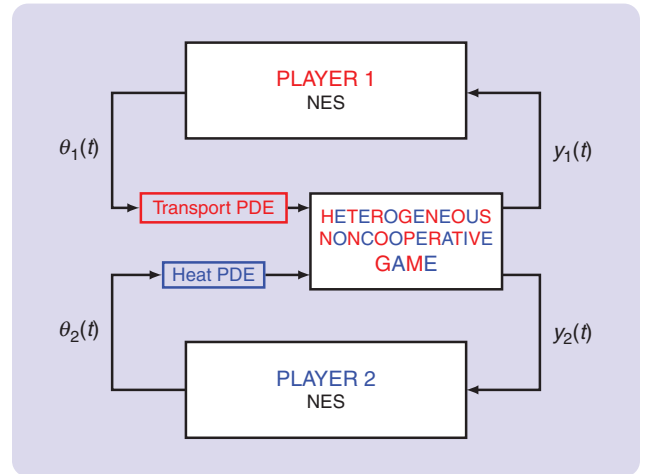 PLAYER 1
NES
θ₁(t)
y₁(t)
Transport PDE
HETEROGENEOUS
NONCOOPERATIVE
GAME
Heat PDE
θ₂(t)
y₂(t)
PLAYER 2
NES